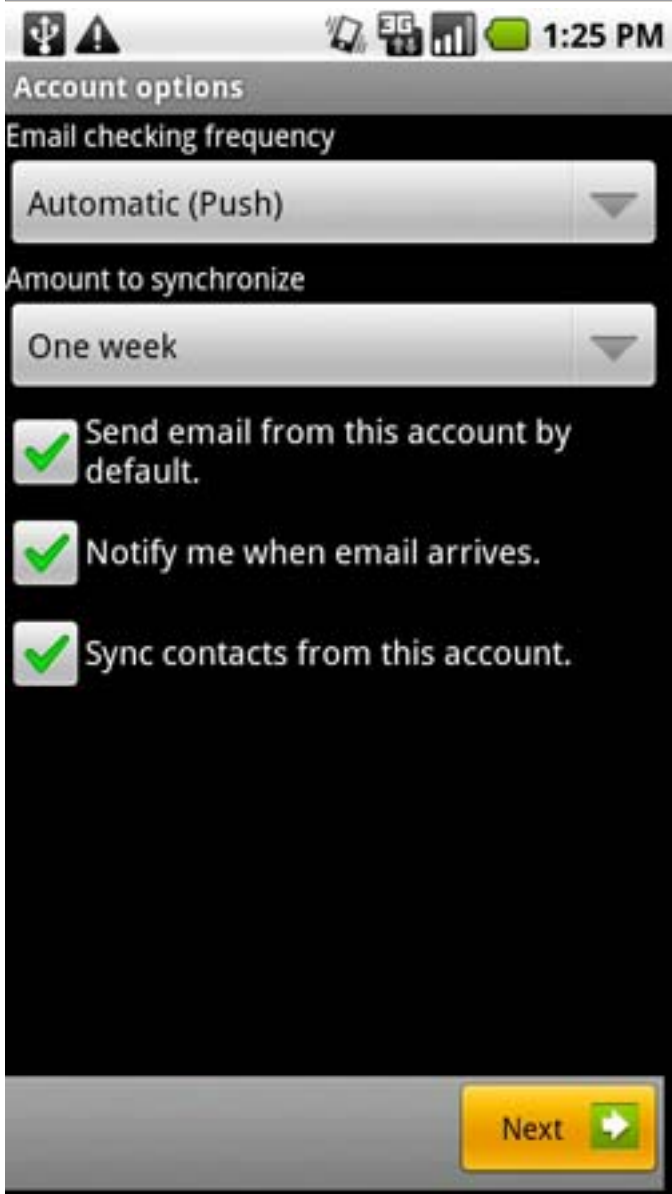 3G 1:25 PM
Account options
Email checking frequency
Automatic (Push)
Amount to synchronize
One week
Send email from this account by
default.
Notify me when email arrives.
Sync contacts from this account.
Next